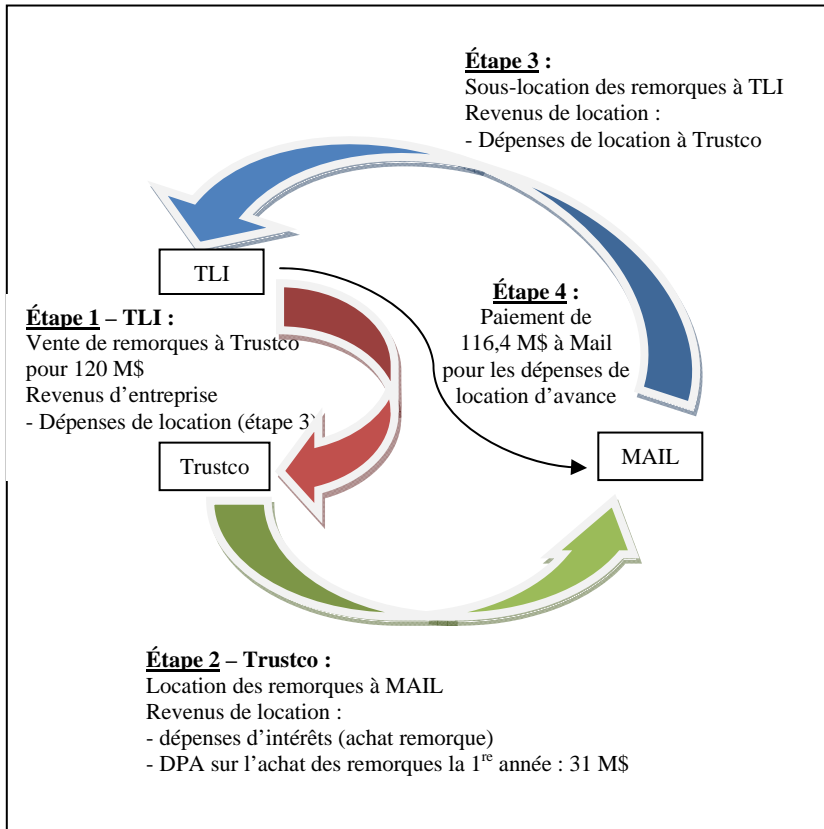 Étape 3 :
Sous-location des remorques à TLI
Revenus de location :
- Dépenses de location à Trustco
TLI
Étape 4 :
Paiement de
116,4 M$ à Mail
pour les dépenses de
location d’avance
Étape 1 – TLI :
Vente de remorques à Trustco
pour 120 M$
Revenus d’entreprise
- Dépenses de location (étape 3)
Trustco
MAIL
Étape 2 – Trustco :
Location des remorques à MAIL
Revenus de location :
- dépenses d’intérêts (achat remorque)
- DPA sur l’achat des remorques la 1re année : 31 M$